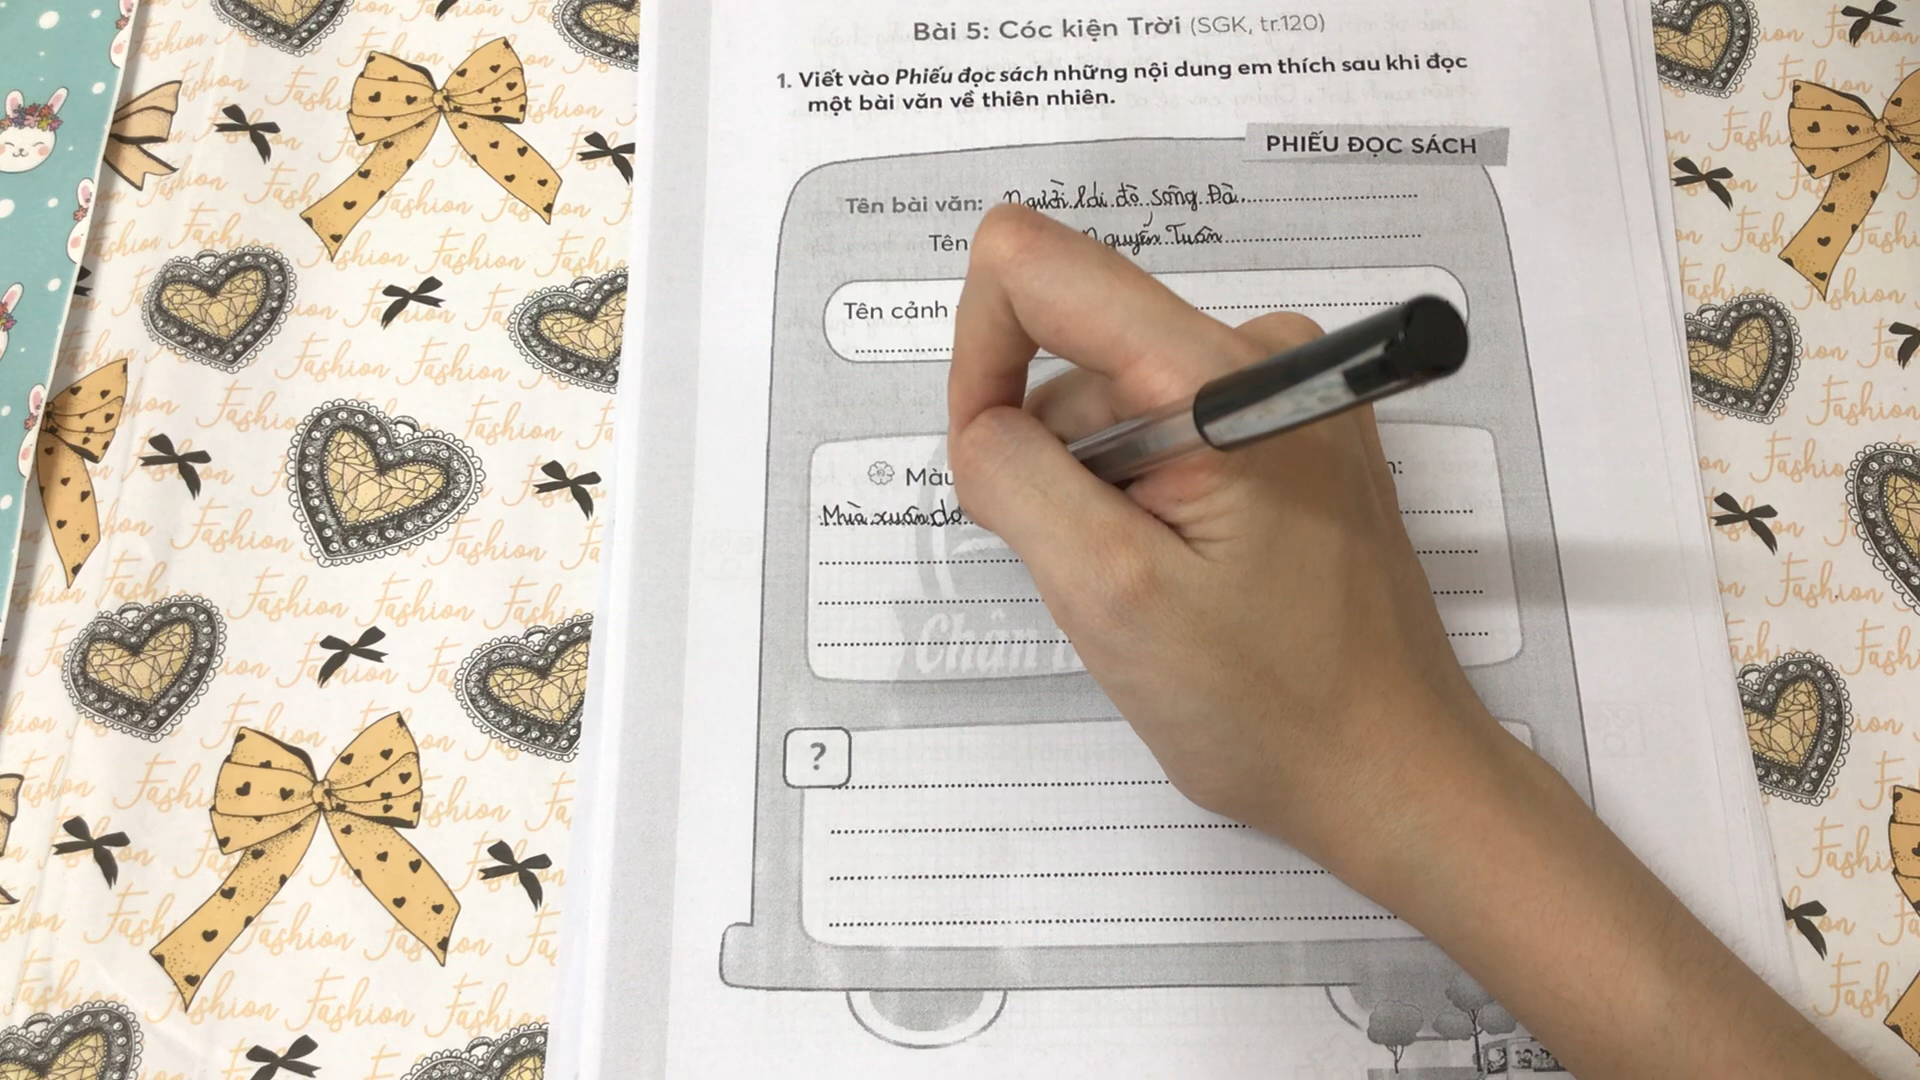 Bài 5: Cóc kiện Trời (SGK, tr.120)
1. Viết vào Phiếu đọc sách những nội dung em thích sau khi đọc
một bài văn về thiên nhiên.
PHIẾU ĐỌC SÁCH
Tên bài văn: Người lái đò sông Đà
Tên Nguyễn Tuân
Tên cảnh
Màu
Mùa xuân dò
?
Chân
Fashion